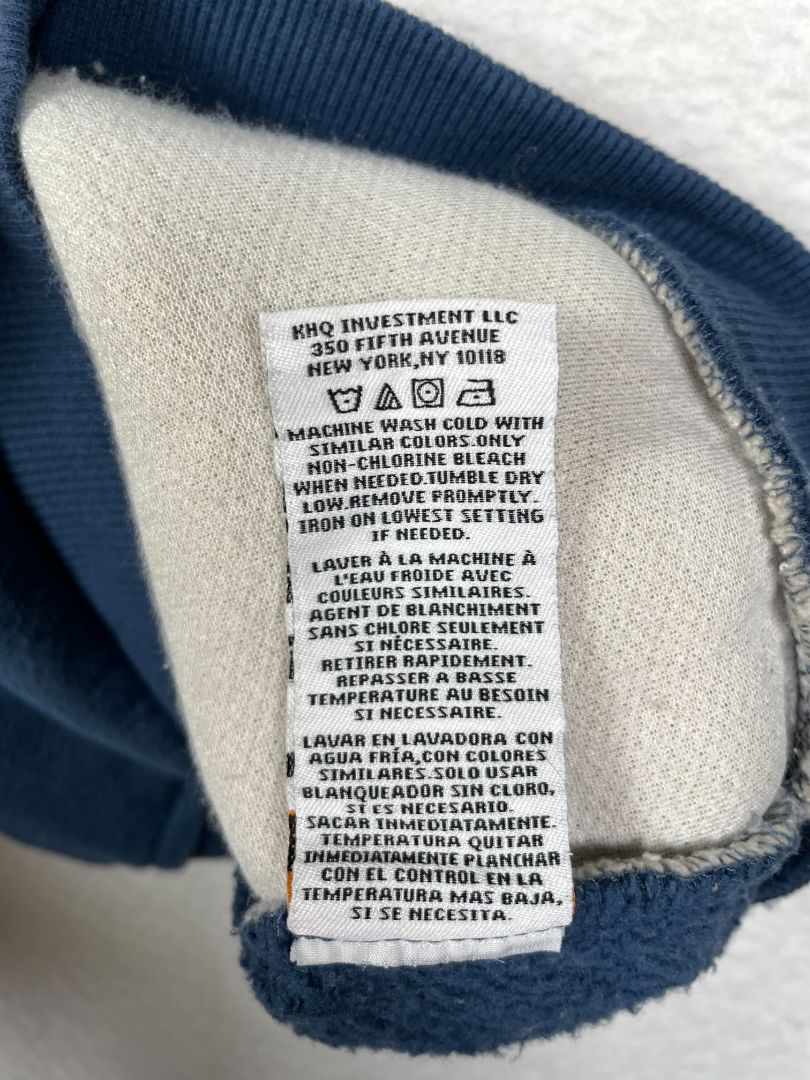 KHQ INVESTMENT LLC
350 FIFTH AVENUE
NEW YORK,NY 10118
MACHINE WASH COLD WITH
SIMILAR COLORS.ONLY
NON-CHLORINE BLEACH
WHEN NEEDED.TUMBLE DRY
LOW.REMOVE PROMPTLY.
IRON ON LOWEST SETTING
IF NEEDED.
LAVER À LA MACHINE À
L'EAU FROIDE AVEC
COULEURS SIMILAIRES.
AGENT DE BLANCHIMENT
SANS CHLORE SEULEMENT
SI NÉCESSAIRE.
RETIRER RAPIDEMENT.
REPASSER A BASSE
TEMPERATURE AU BESOIN
SI NECESSAIRE.
LAVAR EN LAVADORA CON
AGUA FRÍA,CON COLORES
SIMILARES.SOLO USAR
BLANQUEADOR SIN CLORO,
SI ES NECESARIO.
SACAR INMEDIATAMENTE.
TEMPERATURA QUITAR
INMEDIATAMENTE PLANCHAR
CON EL CONTROL EN LA
TEMPERATURA MAS BAJA,
SI SE NECESITA.